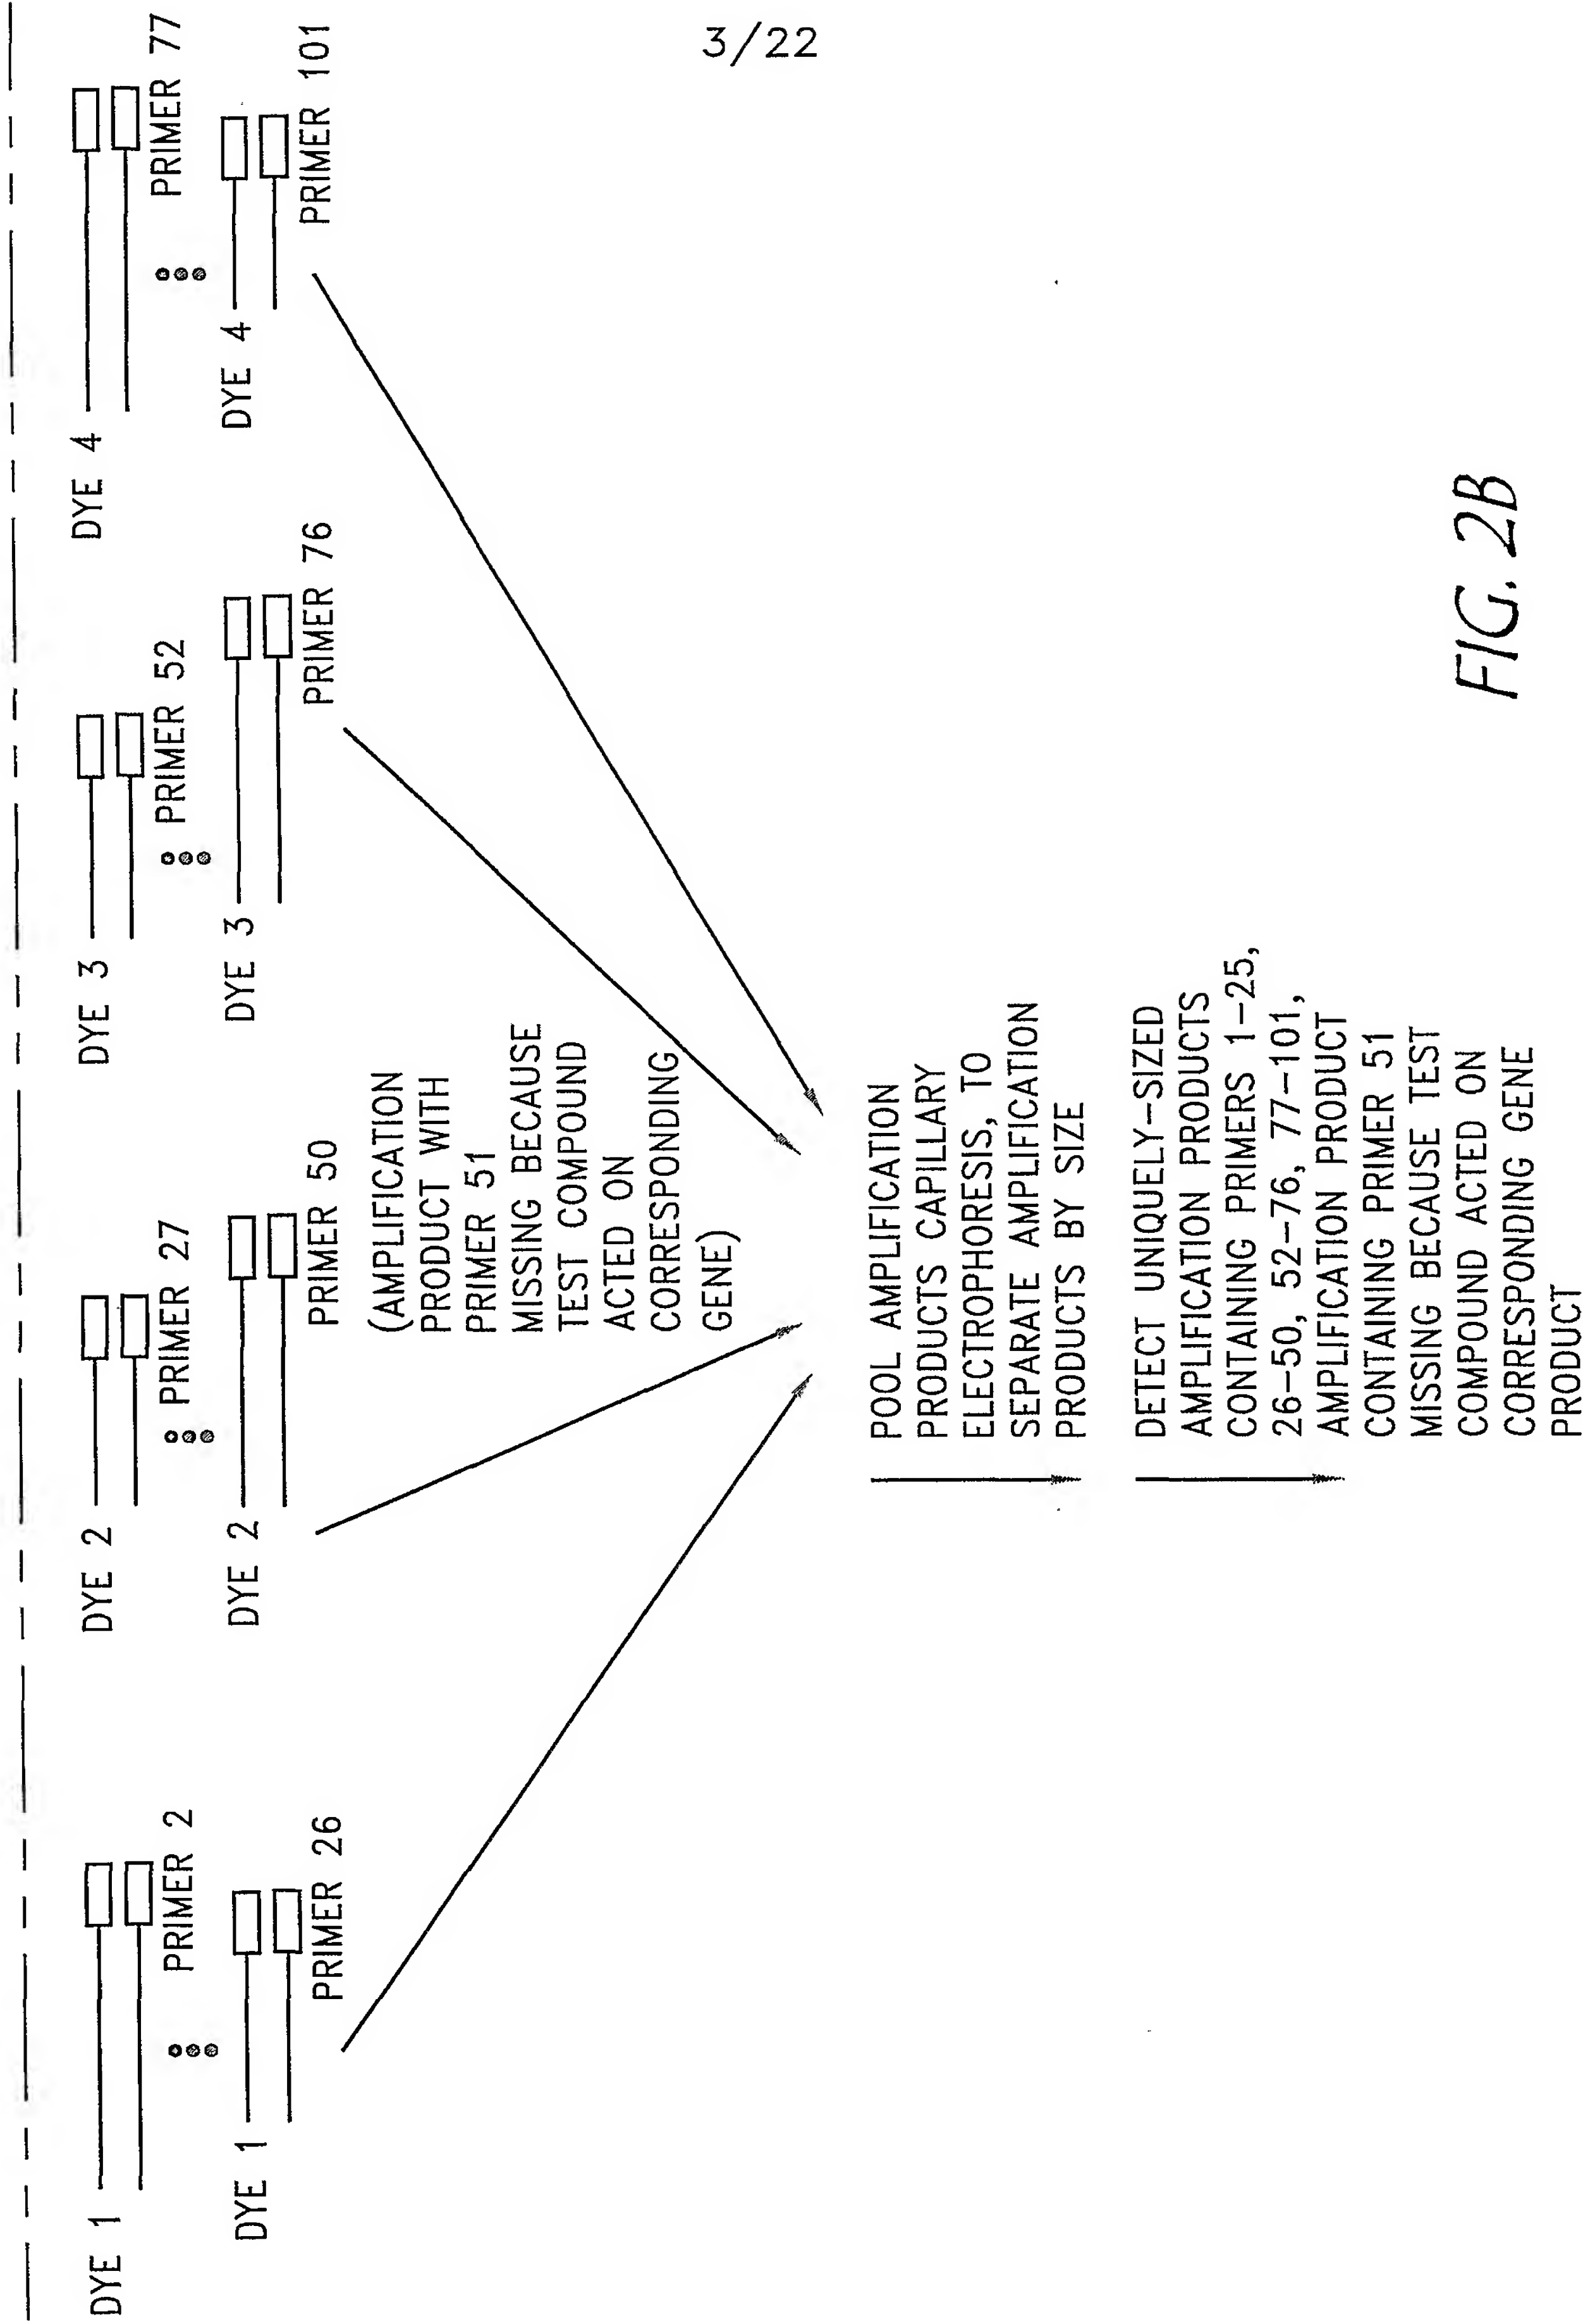 3/22
DYE 1
PRIMER 2
DYE 1
PRIMER 26
DYE 2
PRIMER 27
DYE 2
PRIMER 50
(AMPLIFICATION
PRODUCT WITH
PRIMER 51
MISSING BECAUSE
TEST COMPOUND
ACTED ON
CORRESPONDING
GENE)
DYE 3
PRIMER 52
DYE 3
PRIMER 76
DYE 4
PRIMER 77
DYE 4
PRIMER 101
POOL AMPLIFICATION
PRODUCTS CAPILLARY
ELECTROPHORESIS, TO
SEPARATE AMPLIFICATION
PRODUCTS BY SIZE
DETECT UNIQUELY-SIZED
AMPLIFICATION PRODUCTS
CONTAINING PRIMERS 1-25,
26-50, 52-76, 77-101,
AMPLIFICATION PRODUCT
CONTAINING PRIMER 51
MISSING BECAUSE TEST
COMPOUND ACTED ON
CORRESPONDING GENE
PRODUCT
FIG. 2B